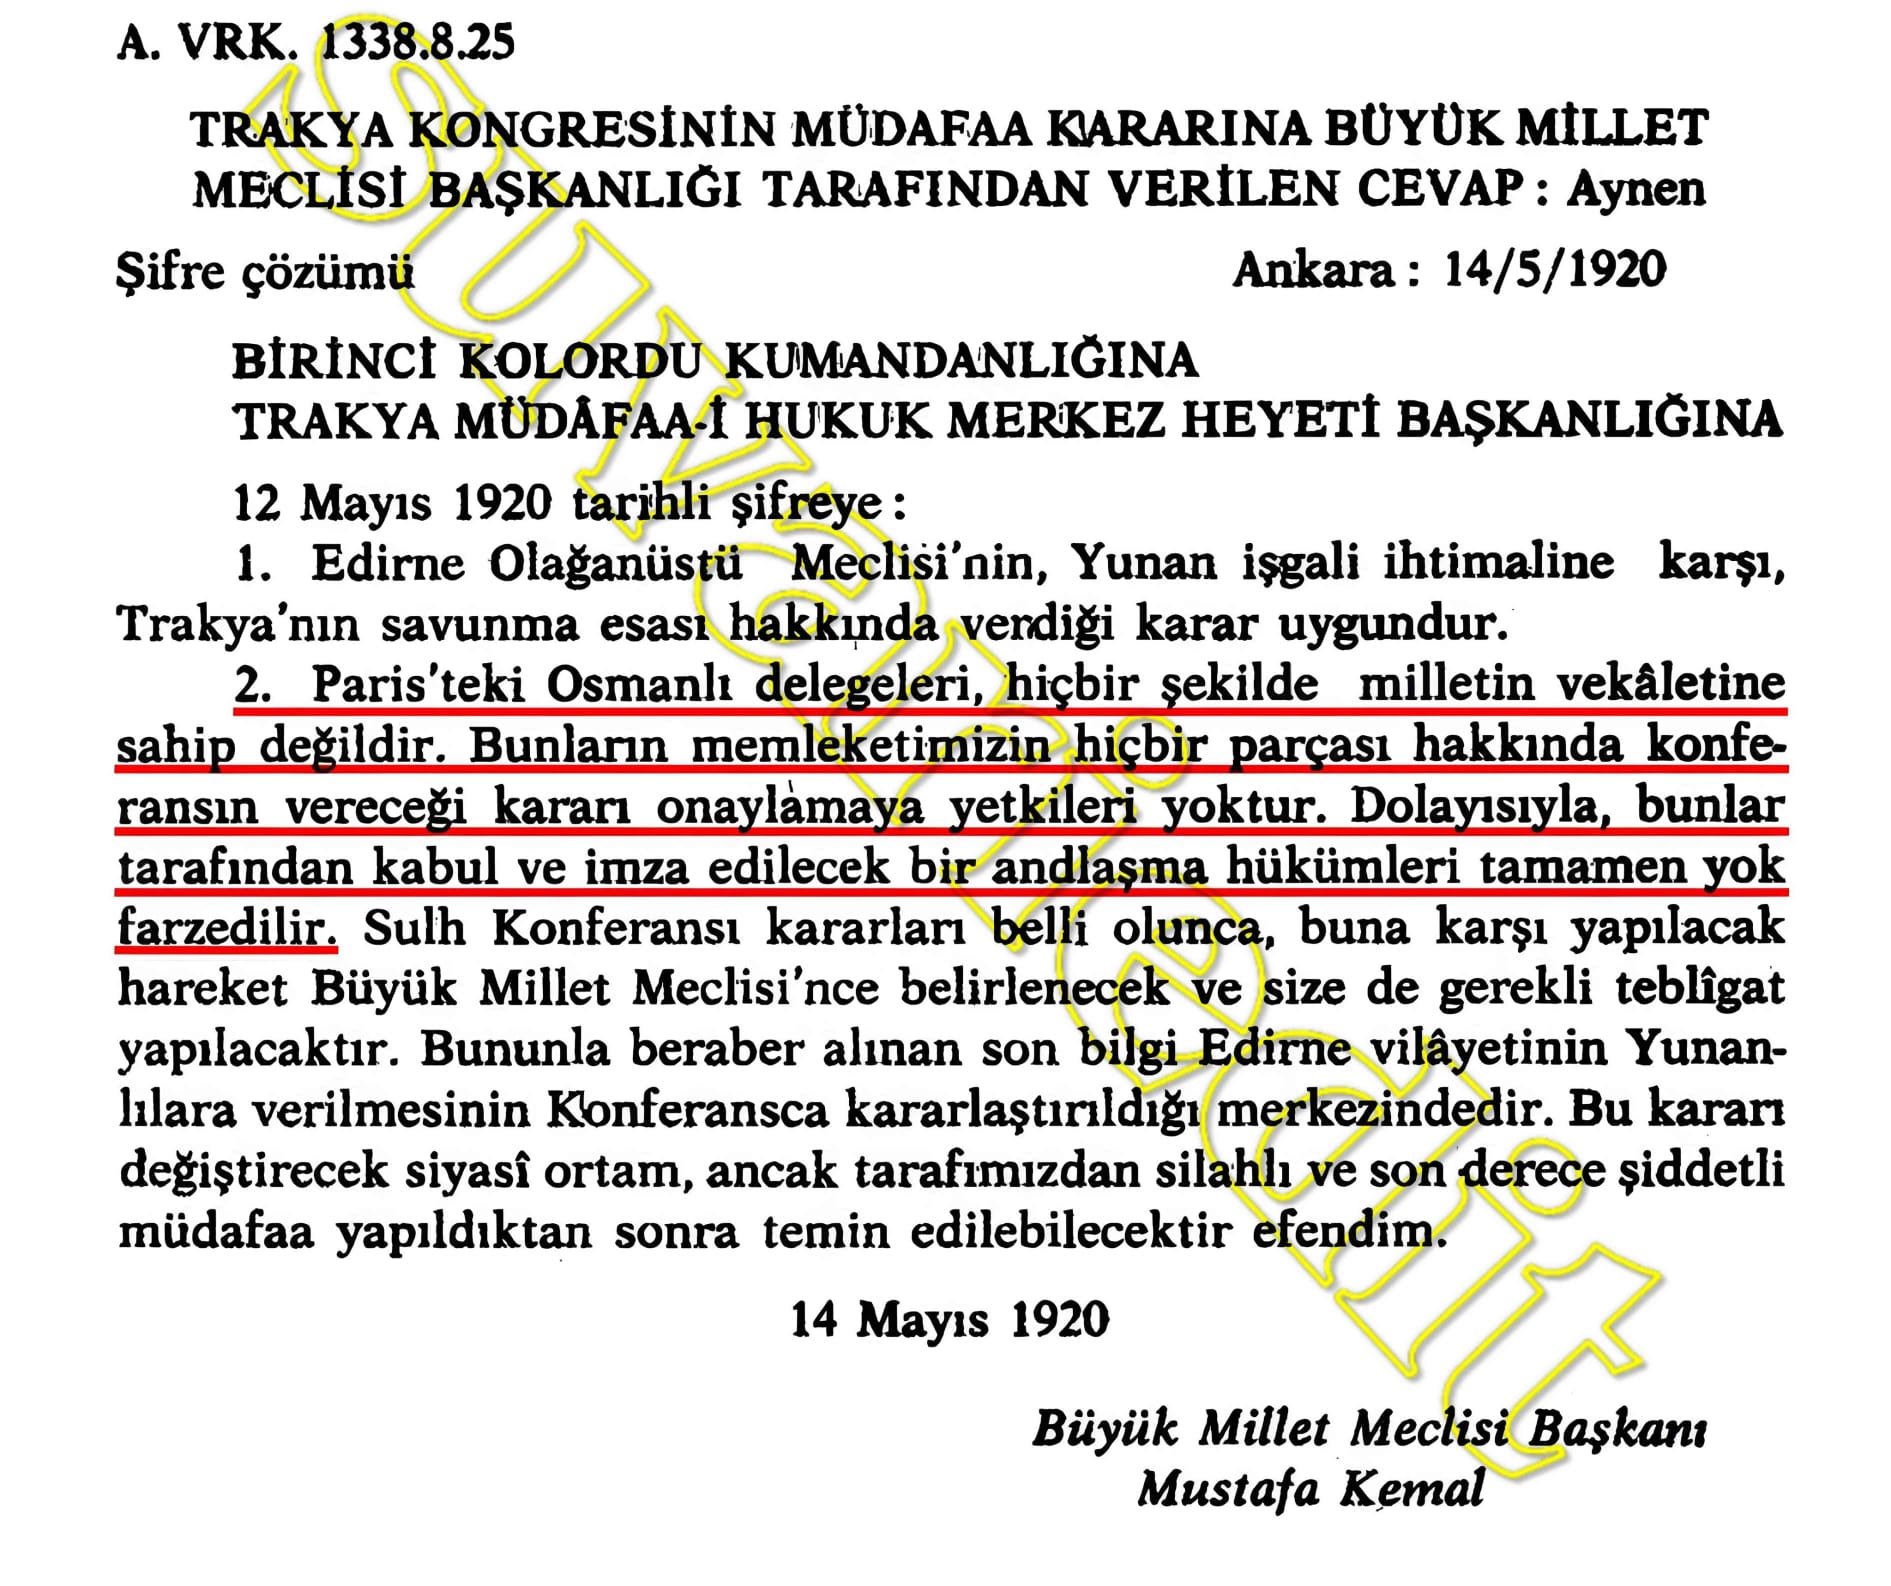 A. VRK. 1338.8.25
TRAKYA KONGRESİNİN MÜDAFAA KARARINA BÜYÜK MİLLET
MECLİSİ BAŞKANLIĞI TARAFINDAN VERİLEN CEVAP : Aynen
Şifre çözümü Ankara : 14/5/1920
BİRİNCİ KOLORDU KUMANDANLIĞINA
TRAKYA MÜDÂFAA-İ HUKUK MERKEZ HEYETİ BAŞKANLIĞINA
12 Mayıs 1920 tarihli şifreye :
1. Edirne Olağanüstü Meclisi'nin, Yunan işgali ihtimaline karşı,
Trakya'nın savunma esası hakkında verdiği karar uygundur.
2. Paris'teki Osmanlı delegeleri, hiçbir şekilde milletin vekâletine
sahip değildir. Bunların memleketimizin hiçbir parçası hakkında konfe-
ransın vereceği kararı onaylamaya yetkileri yoktur. Dolayısıyla, bunlar
tarafından kabul ve imza edilecek bir andlaşma hükümleri tamamen yok
farzedilir. Sulh Konferansı kararları belli olunca, buna karşı yapılacak
hareket Büyük Millet Meclisi'nce belirlenecek ve size de gerekli teblîgat
yapılacaktır. Bununla beraber alınan son bilgi Edirne vilâyetinin Yunan-
lılara verilmesinin Konferansca kararlaştırıldığı merkezindedir. Bu kararı
değiştirecek siyasî ortam, ancak tarafımızdan silahlı ve son derece şiddetli
müdafaa yapıldıktan sonra temin edilebilecektir efendim.
14 Mayıs 1920
Büyük Millet Meclisi Başkanı
Mustafa Kemal